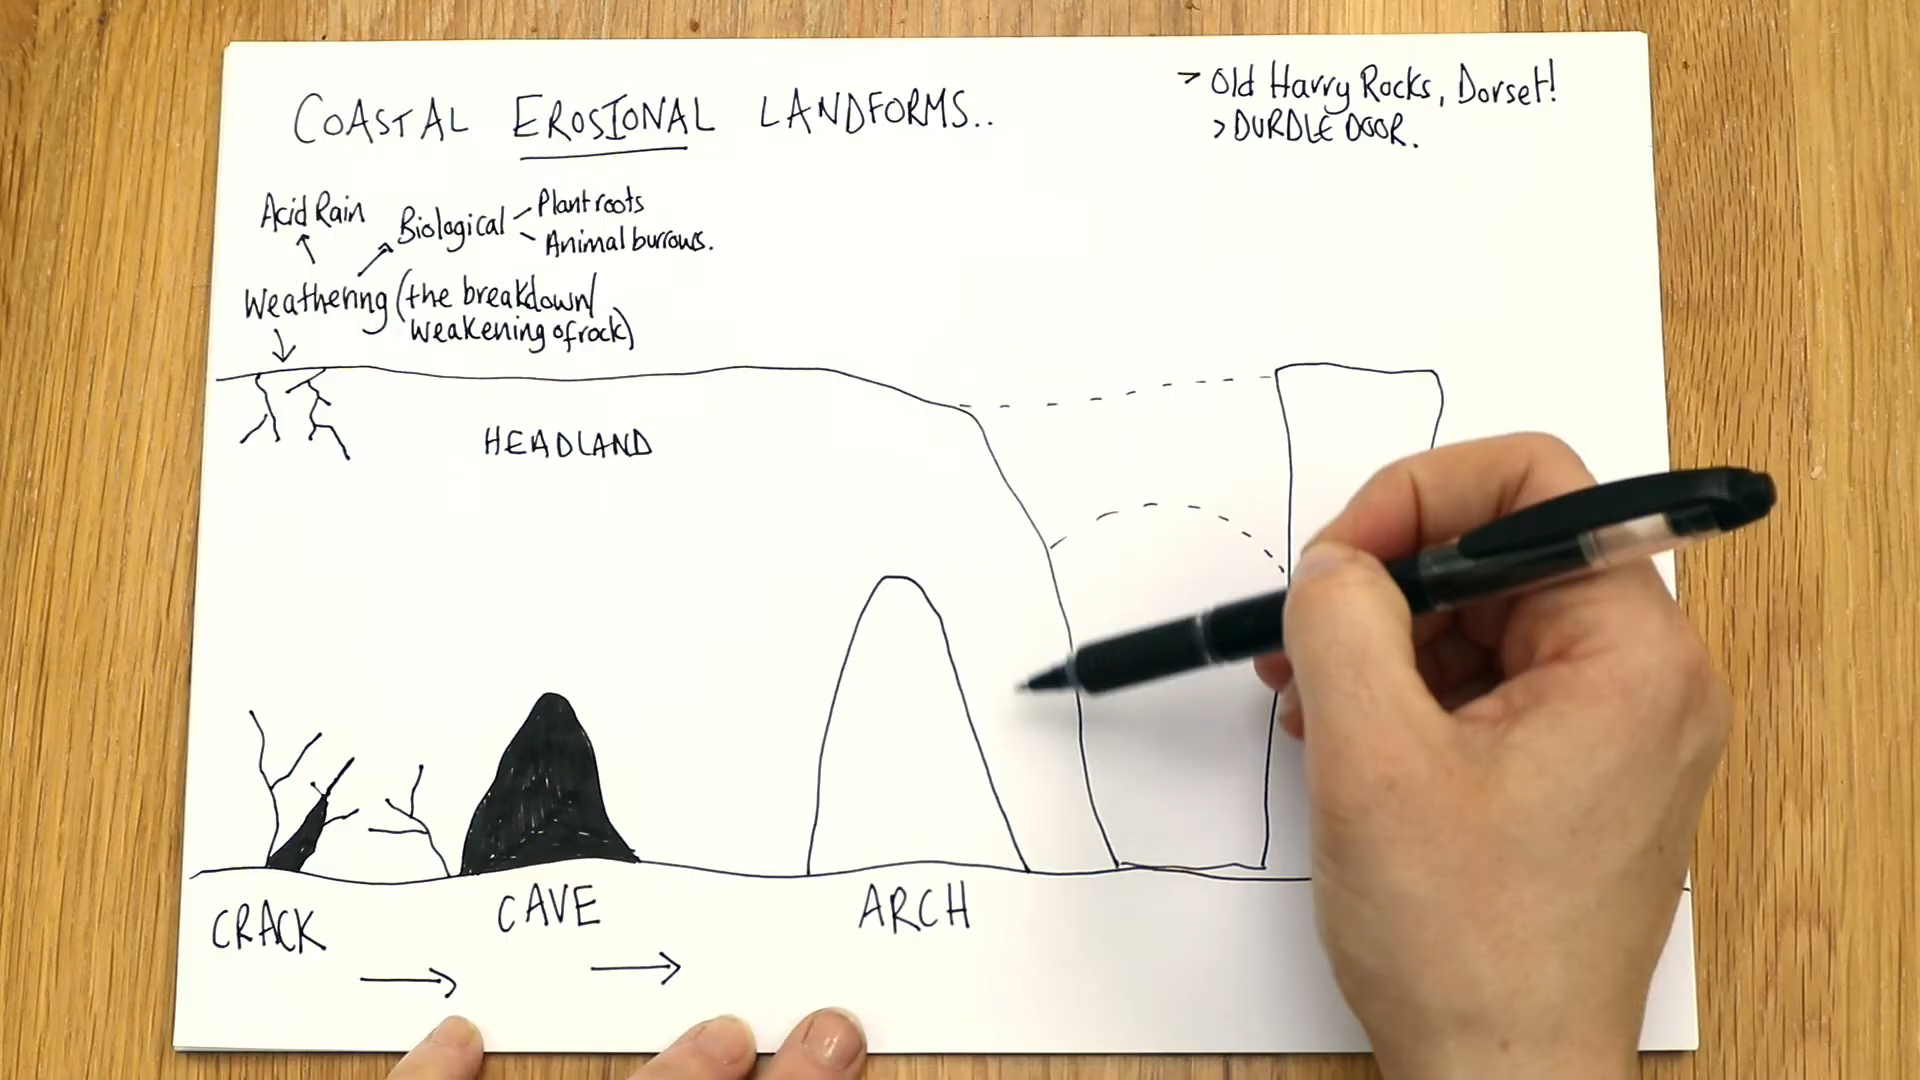 COASTAL EROSIONAL LANDFORMS..
> Old Harry Rocks, Dorset!
> DURDLE DOOR.
Acid Rain
Biological
Plant roots
Animal burrows.
Weathering (the breakdown/
weakening of rock)
HEADLAND
CRACK
CAVE
ARCH